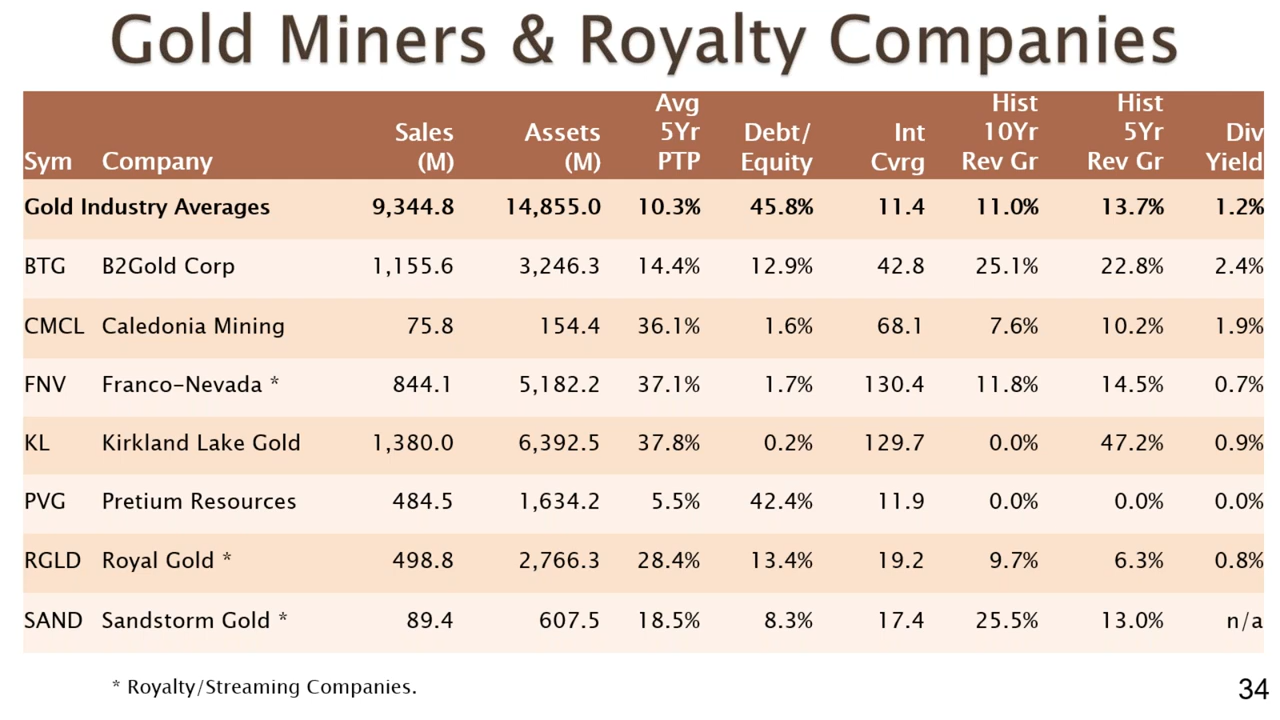 Gold Miners & Royalty Companies
Sym Company Sales (M) Assets (M) Avg 5Yr PTP Debt/ Equity Int Cvrg Hist 10Yr Rev Gr Hist 5Yr Rev Gr Div Yield
Gold Industry Averages 9,344.8 14,855.0 10.3% 45.8% 11.4 11.0% 13.7% 1.2%
BTG B2Gold Corp 1,155.6 3,246.3 14.4% 12.9% 42.8 25.1% 22.8% 2.4%
CMCL Caledonia Mining 75.8 154.4 36.1% 1.6% 68.1 7.6% 10.2% 1.9%
FNV Franco-Nevada * 844.1 5,182.2 37.1% 1.7% 130.4 11.8% 14.5% 0.7%
KL Kirkland Lake Gold 1,380.0 6,392.5 37.8% 0.2% 129.7 0.0% 47.2% 0.9%
PVG Pretium Resources 484.5 1,634.2 5.5% 42.4% 11.9 0.0% 0.0% 0.0%
RGLD Royal Gold * 498.8 2,766.3 28.4% 13.4% 19.2 9.7% 6.3% 0.8%
SAND Sandstorm Gold * 89.4 607.5 18.5% 8.3% 17.4 25.5% 13.0% n/a
* Royalty/Streaming Companies.
34